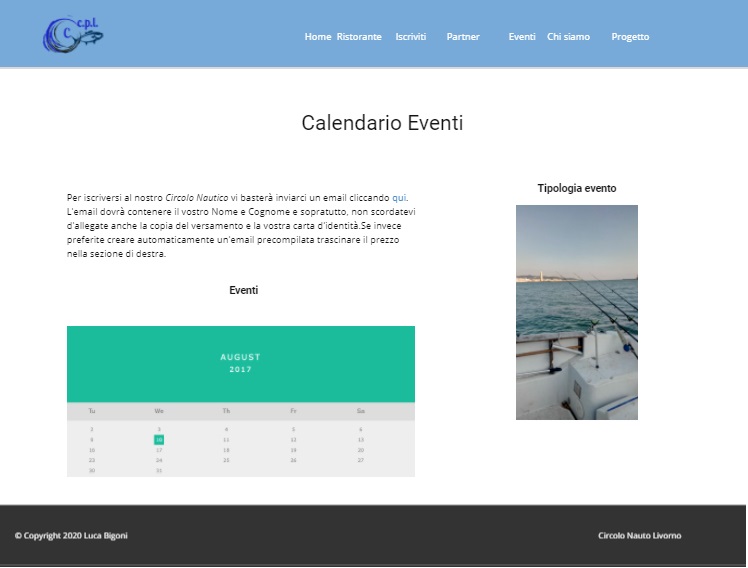 c.p.L
C
Home Ristorante Iscriviti Partner Eventi Chi siamo Progetto
Calendario Eventi
Per iscriversi al nostro Circolo Nautico vi basterà inviarci un email cliccando qui.
L'email dovrà contenere il vostro Nome e Cognome e sopratutto, non scordatevi
d'allegate anche la copia del versamento e la vostra carta d'identità.Se invece
preferite creare automaticamente un'email precompilata trascinare il prezzo
nella sezione di destra.
Tipologia evento
Eventi
AUGUST
2017
Tu We Th Fr Sa
2 3 4 5 6
9 10 11 12 13
16 17 18 19 20
23 24 25 26 27
30 31
© Copyright 2020 Luca Bigoni
Circolo Nauto Livorno